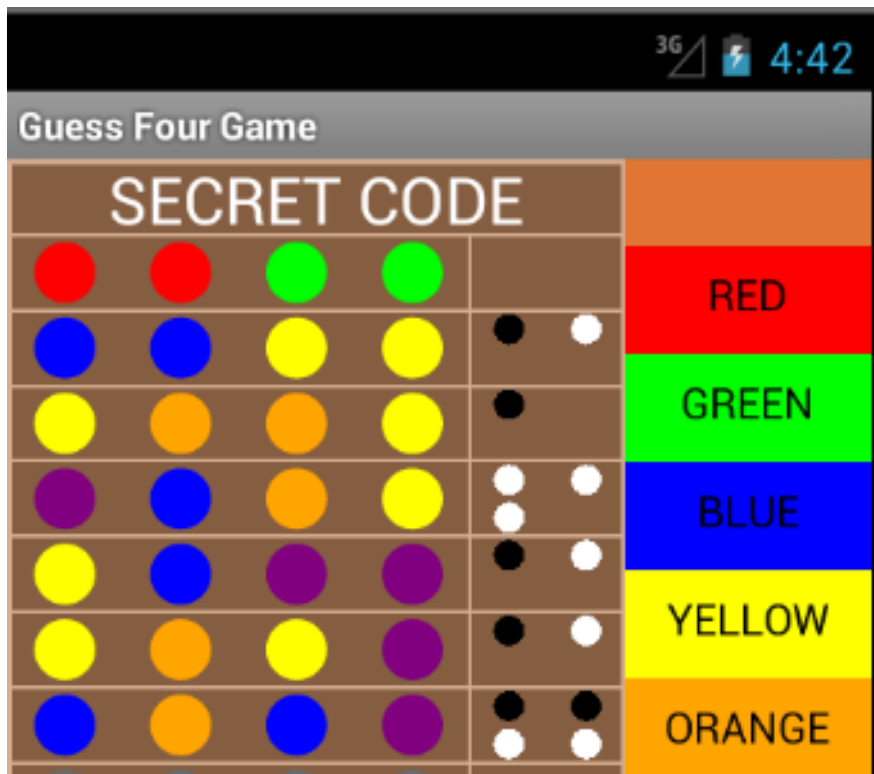 3G 4:42
Guess Four Game
SECRET CODE
RED
GREEN
BLUE
YELLOW
ORANGE